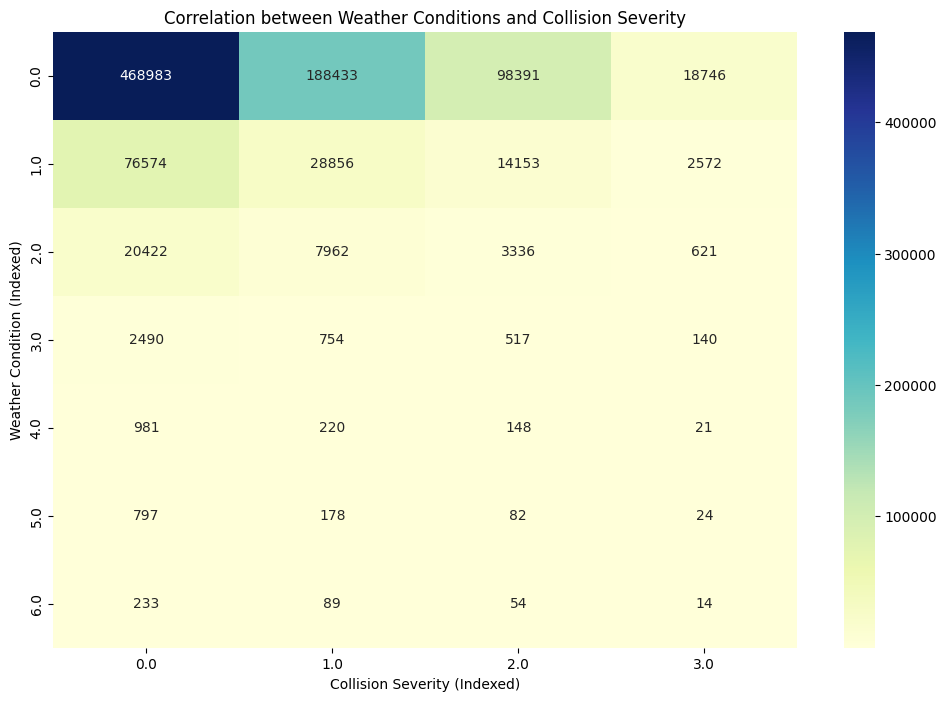 Correlation between Weather Conditions and Collision Severity
0.0 468983 188433 98391 18746
1.0 76574 28856 14153 2572
2.0 20422 7962 3336 621
3.0 2490 754 517 140
4.0 981 220 148 21
5.0 797 178 82 24
6.0 233 89 54 14
Weather Condition (Indexed)
0.0 1.0 2.0 3.0
Collision Severity (Indexed)
400000
300000
200000
100000